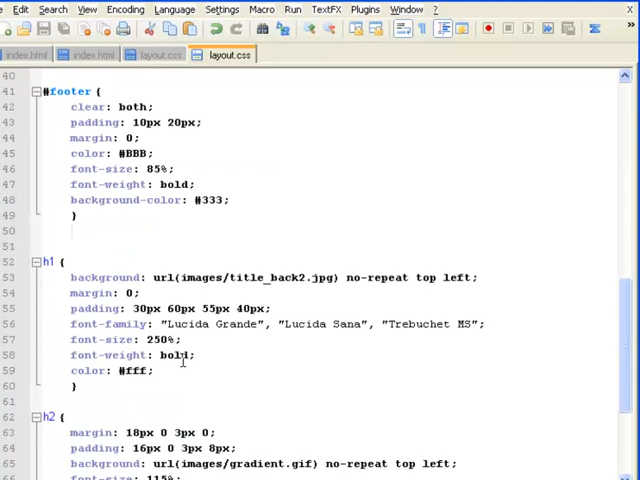 Edit Search View Encoding Language Settings Macro Run TextFX Plugins Window ? X
index.html index.html layout.css layout.css
40
41 #footer {
42 clear: both;
43 padding: 10px 20px;
44 margin: 0;
45 color: #BBB;
46 font-size: 85%;
47 font-weight: bold;
48 background-color: #333;
49 }
50
51
52 h1 {
53 background: url(images/title_back2.jpg) no-repeat top left;
54 margin: 0;
55 padding: 30px 60px 55px 40px;
56 font-family: "Lucida Grande", "Lucida Sana", "Trebuchet MS";
57 font-size: 250%;
58 font-weight: bold;
59 color: #fff;
60 }
61
62 h2 {
63 margin: 18px 0 3px 0;
64 padding: 16px 0 3px 8px;
65 background: url(images/gradient.gif) no-repeat top left;
66 font-size: 115%;